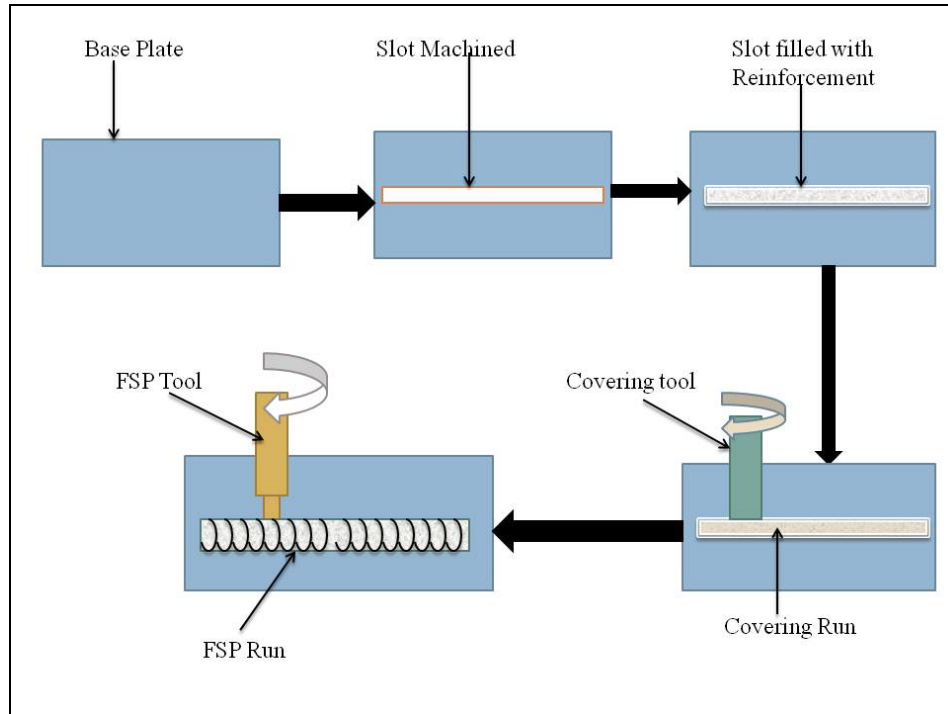 Base Plate
Slot Machined
Slot filled with
Reinforcement
FSP Tool
Covering tool
FSP Run
Covering Run